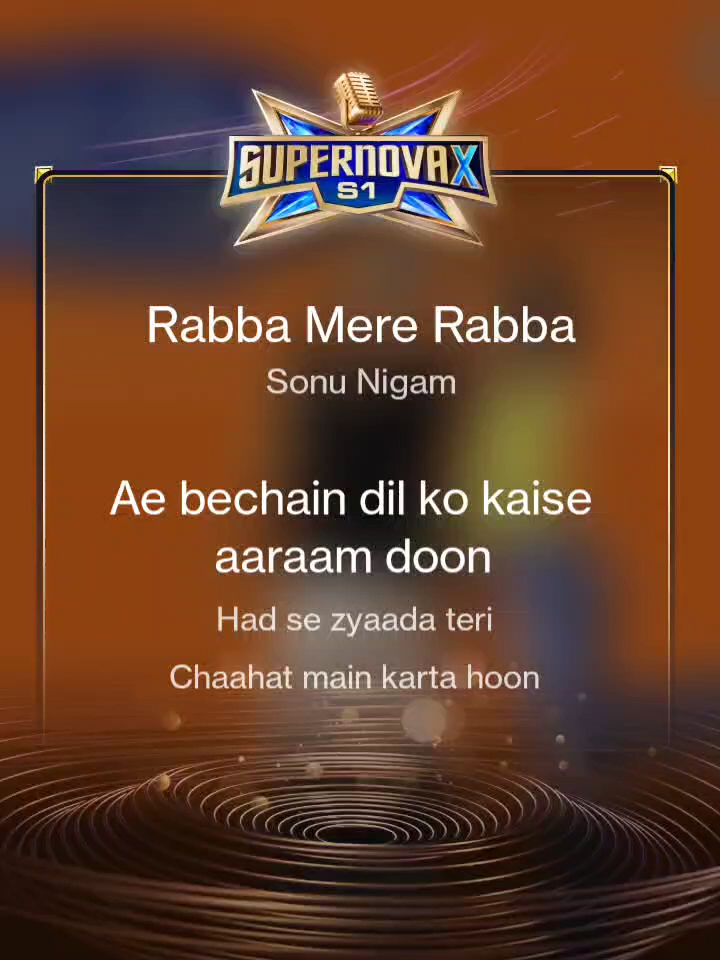 SUPERNOVA X
S1
Rabba Mere Rabba
Sonu Nigam
Ae bechain dil ko kaise
aaraam doon
Had se zyaada teri
Chaahat main karta hoon